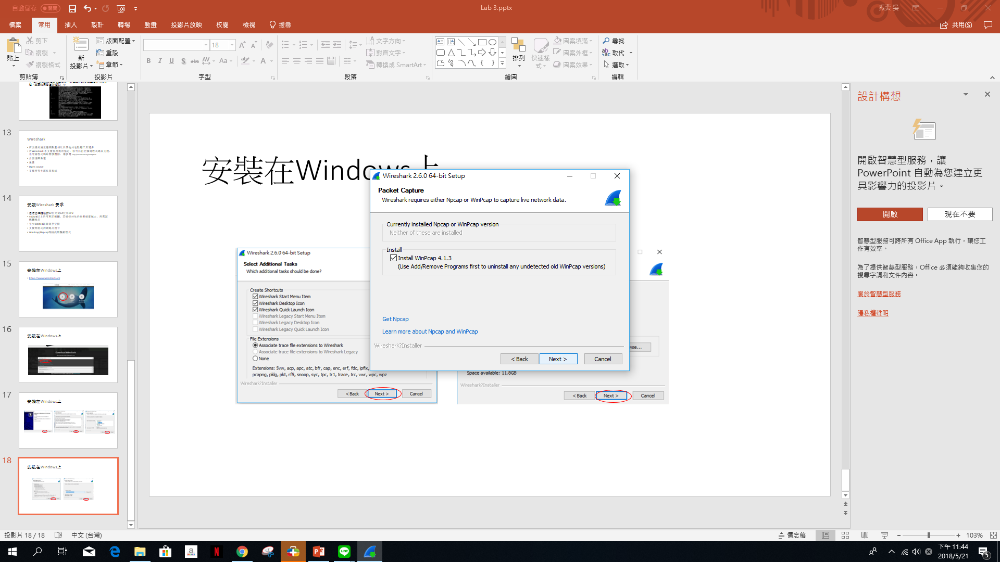 自動儲存
關閉
Lab 3.pptx
振奕 吳
檔案
常用
插入
設計
轉場
動畫
投影片放映
校閱
檢視
搜尋
共用(S)
貼上
剪下
複製
複製格式
剪貼簿
新
投影片
版面配置
重設
章節
投影片
18
字型
文字方向
對齊文字
轉換成 SmartArt
段落
排列
快速樣
式
圖案填滿
圖案外框
圖案效果
繪圖
尋找
取代
選取
編輯
13
Wireshark
Open source
14
安裝Wireshark 要求
15
安裝在Windows上
https://www.wireshark.org
16
安裝在Windows上
Download Wireshark
17
安裝在Windows上
18
安裝在Windows上
安裝在Windows上
Wireshark 2.6.0 64-bit Setup
Select Additional Tasks
Which additional tasks should be done?
Create Shortcuts
Wireshark Start Menu Item
Wireshark Desktop Icon
Wireshark Quick Launch Icon
Wireshark Legacy Start Menu Item
Wireshark Legacy Desktop Icon
Wireshark Legacy Quick Launch Icon
File Extensions
Associate trace file extensions to Wireshark
Associate trace file extensions to Wireshark Legacy
None
Extensions: 5vw, acp, apc, atc, bfr, cap, enc, erf, fdc, ipfix,
pcapng, pklg, pkt, rf5, snoop, syc, tpc, tr1, trace, trc, vwr, wpc, wpz
Wireshark?Installer
< Back
Next >
Cancel
Wireshark 2.6.0 64-bit Setup
Packet Capture
Wireshark requires either Npcap or WinPcap to capture live network data.
Currently installed Npcap or WinPcap version
Neither of these are installed
Install
Install WinPcap 4.1.3
(Use Add/Remove Programs first to uninstall any undetected old WinPcap versions)
Get Npcap
Learn more about Npcap and WinPcap
Wireshark?Installer
< Back
Next >
Cancel
wse...
Space available: 11.8GB
Wireshark?Installer
< Back
Next >
Cancel
設計構想
開啟智慧型服務，讓
PowerPoint 自動為您建立更
具影響力的投影片。
開啟
現在不要
智慧型服務可跨所有 Office App 執行，讓您工
作有效率。
為了提供智慧型服務，Office 必須能夠收集您的
搜尋字詞和文件內容。
關於智慧型服務
隱私權聲明
投影片 18 / 18
中文 (台灣)
備忘稿
103%
下午 11:44
2018/5/21
5